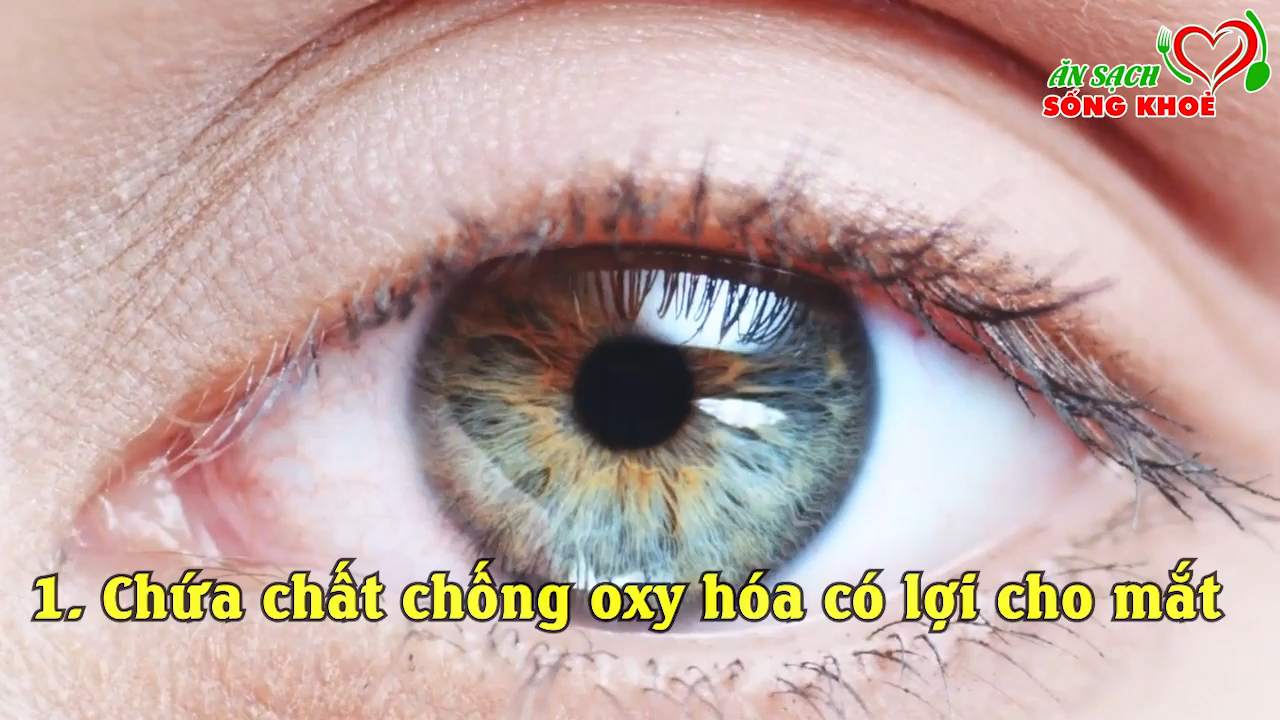 ĂN SẠCH
SỐNG KHOẺ
1. Chứa chất chống oxy hóa có lợi cho mắt